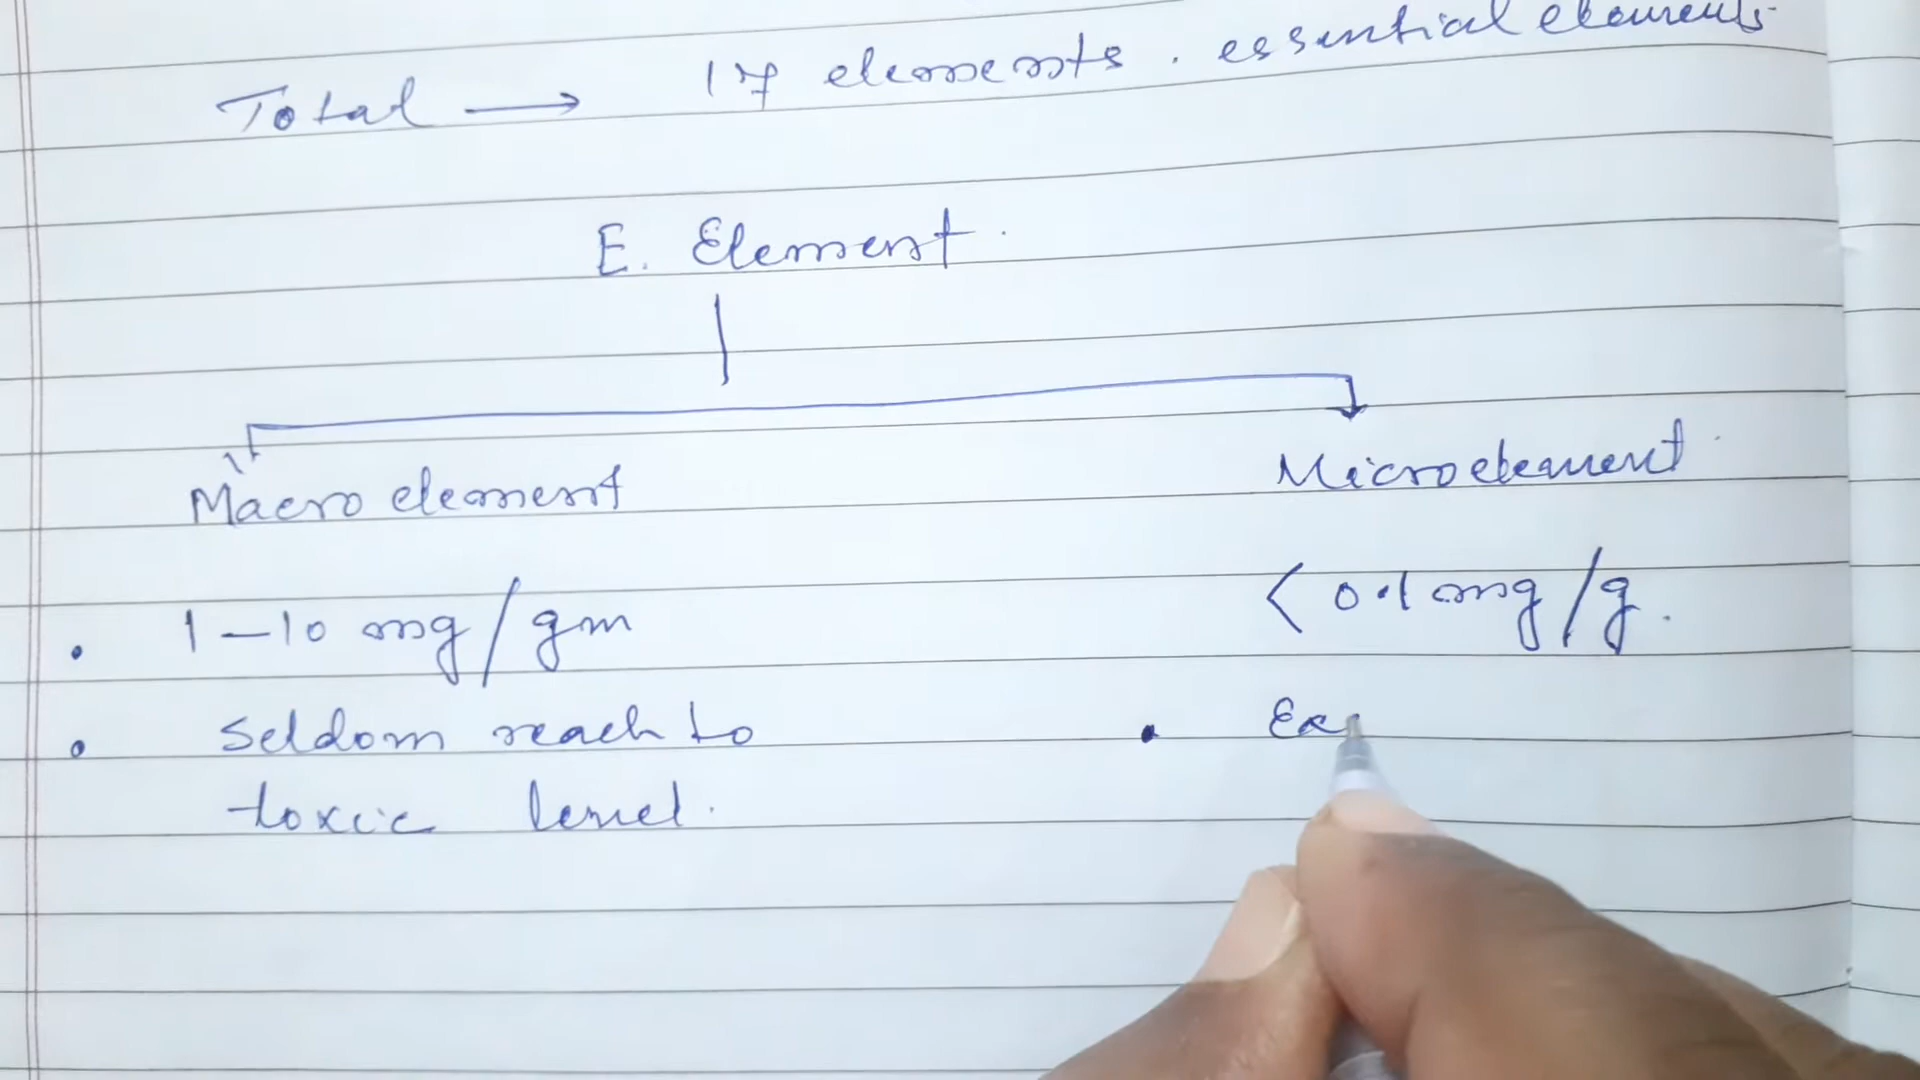 Total → 17 elements. essential elements
E. Element.
Macro element
Microelement
• 1-10 mg/gm
< 0.1 mg/g.
• Seldom reach to
toxic level.
•